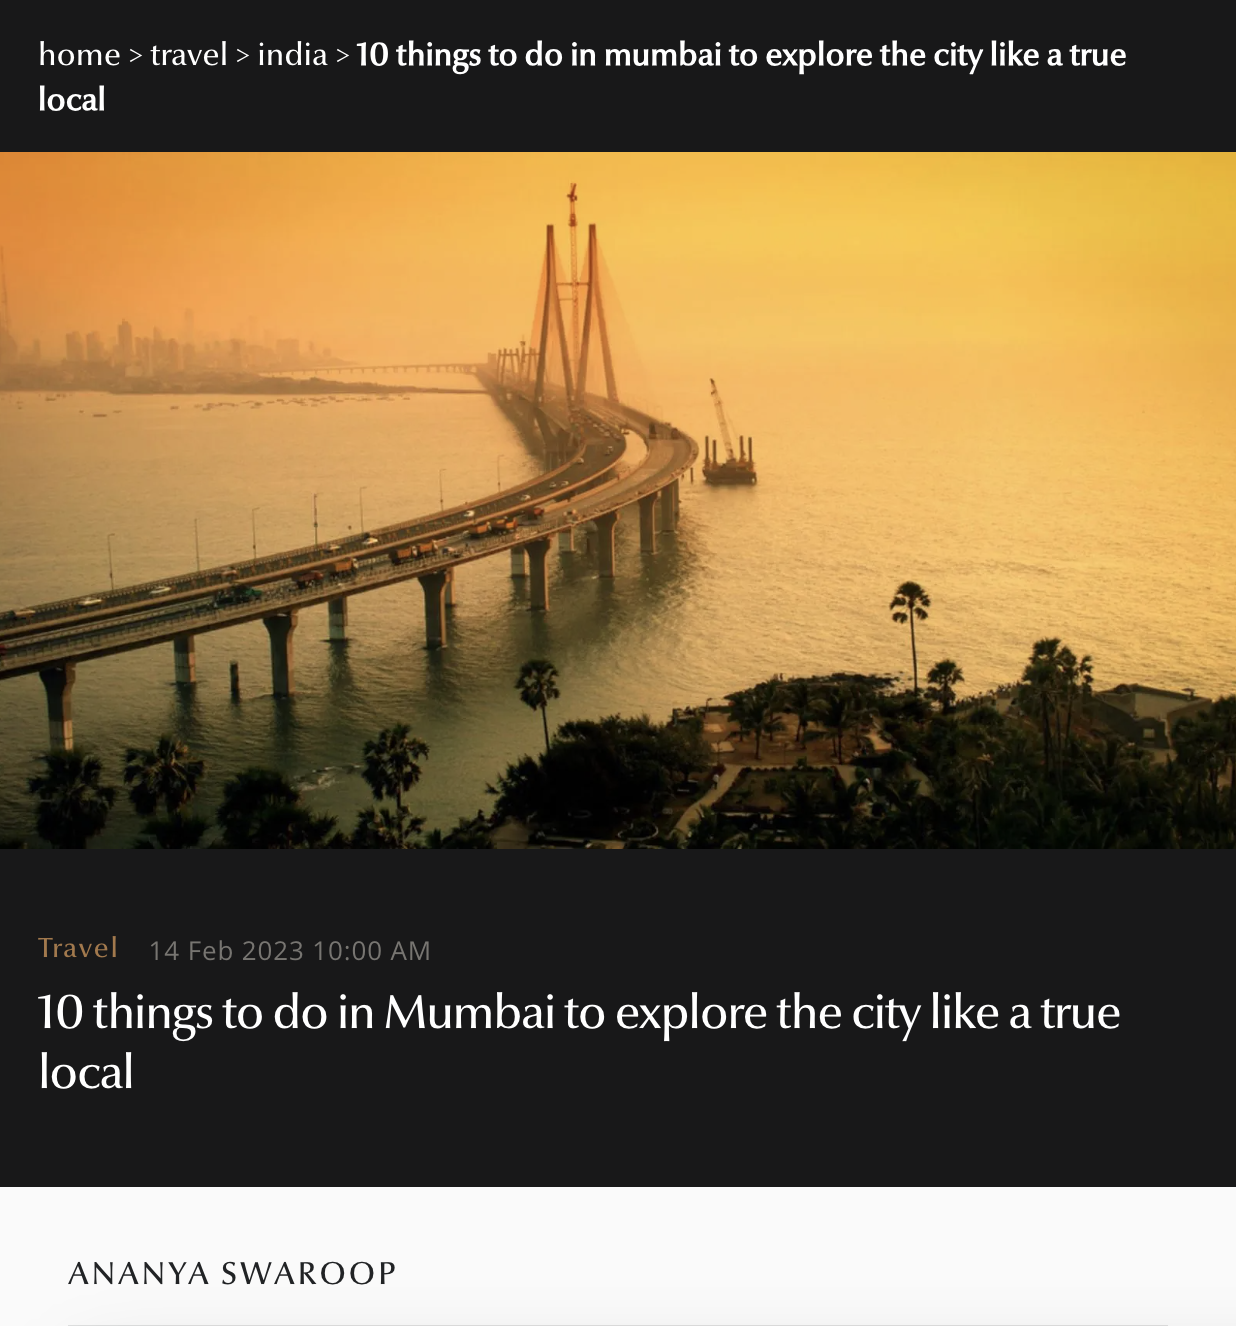 home > travel > india > 10 things to do in mumbai to explore the city like a true
local
Travel 14 Feb 2023 10:00 AM
10 things to do in Mumbai to explore the city like a true
local
ANANYA SWAROOP